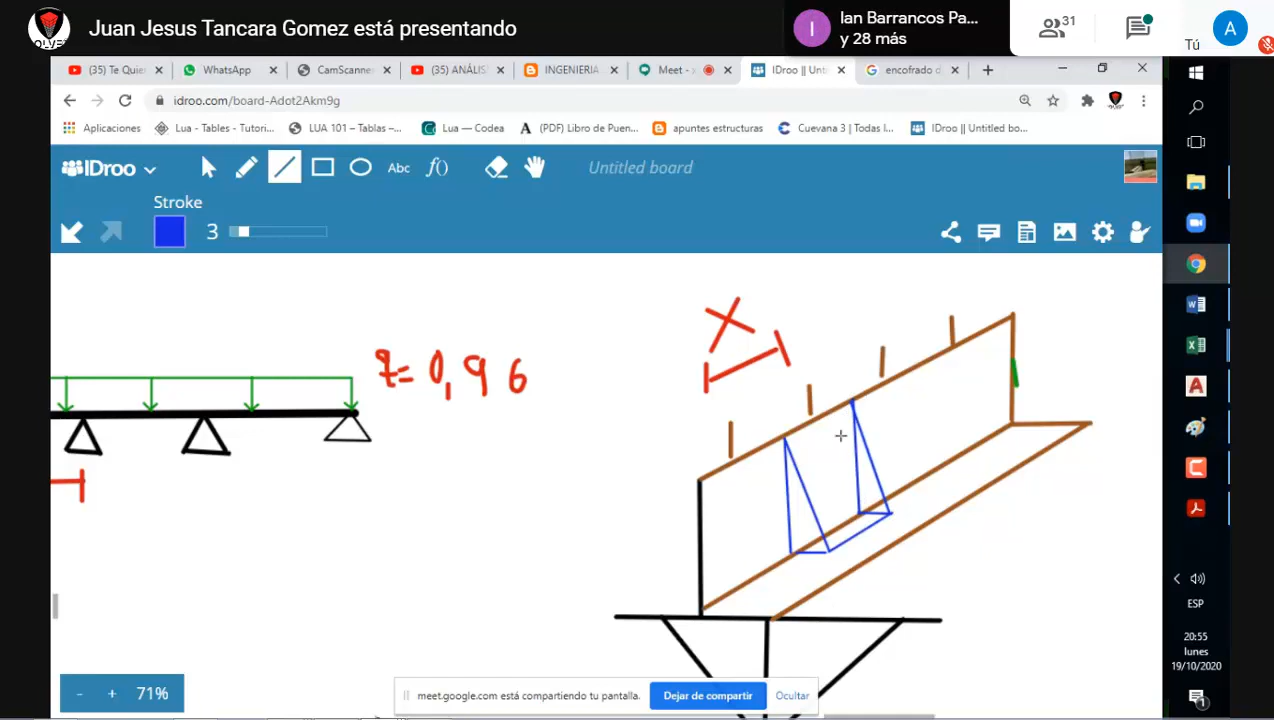 Juan Jesus Tancara Gomez está presentando
Ian Barrancos Pa...
y 28 más
31
A
Tú
I
(35) Te Quie
WhatsApp
CamScanne
(35) ANÁLIS
INGENIERIA
Meet -
IDroo || Unti
encofrado d
idroo.com/board-Adot2Akm9g
Aplicaciones
Lua - Tables - Tutori...
LUA 101 – Tablas –...
Lua — Codea
(PDF) Libro de Puen...
apuntes estructuras
Cuevana 3 | Todas l...
IDroo || Untitled bo...
IDroo
Abc
f()
Untitled board
Stroke
3
X
z= 0,96
- + 71%
meet.google.com está compartiendo tu pantalla.
Dejar de compartir
Ocultar
ESP
20:55
lunes
19/10/2020
1